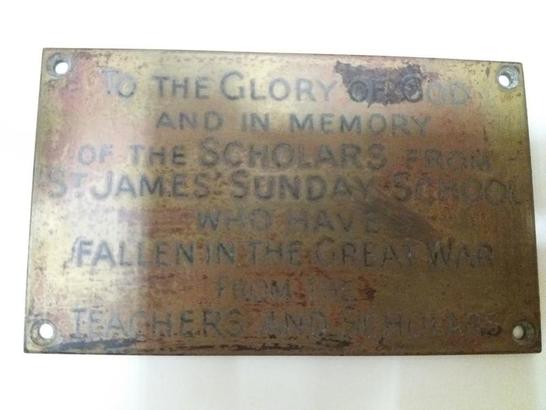 TO THE GLORY OF GOD
AND IN MEMORY
OF THE SCHOLARS FROM
ST JAMES' SUNDAY SCHOOL
WHO HAVE
FALLEN IN THE GREAT WAR
FROM THE
TEACHERS AND SCHOLARS